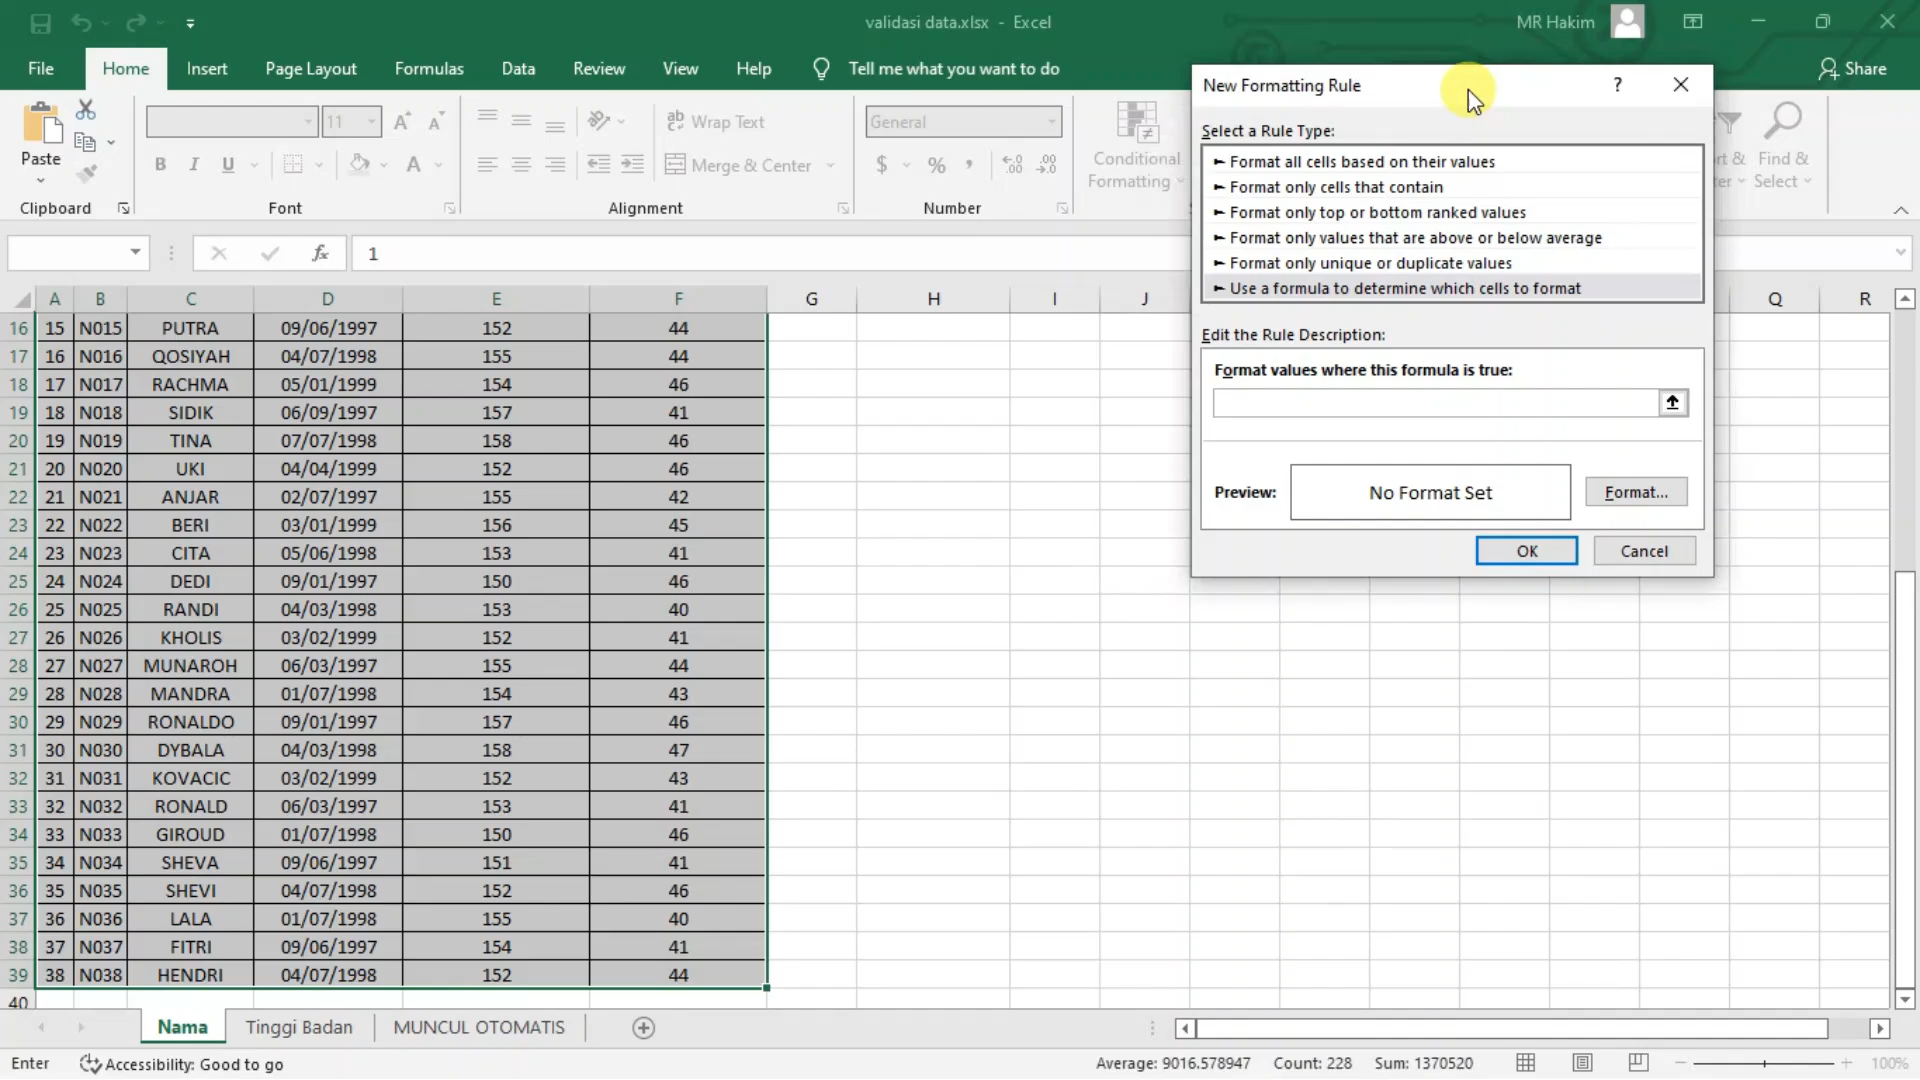 validasi data.xlsx - Excel
MR Hakim
File Home Insert Page Layout Formulas Data Review View Help Tell me what you want to do Share
Paste
11
B I U A
Wrap Text
Merge & Center
General
$ % ,
Conditional
Formatting
Find &
Select
Clipboard Font Alignment Number
fx 1
A B C D E F G H I J Q R
16 15 N015 PUTRA 09/06/1997 152 44
17 16 N016 QOSIYAH 04/07/1998 155 44
18 17 N017 RACHMA 05/01/1999 154 46
19 18 N018 SIDIK 06/09/1997 157 41
20 19 N019 TINA 07/07/1998 158 46
21 20 N020 UKI 04/04/1999 152 46
22 21 N021 ANJAR 02/07/1997 155 42
23 22 N022 BERI 03/01/1999 156 45
24 23 N023 CITA 05/06/1998 153 41
25 24 N024 DEDI 09/01/1997 150 46
26 25 N025 RANDI 04/03/1998 153 40
27 26 N026 KHOLIS 03/02/1999 152 41
28 27 N027 MUNAROH 06/03/1997 155 44
29 28 N028 MANDRA 01/07/1998 154 43
30 29 N029 RONALDO 09/01/1997 157 46
31 30 N030 DYBALA 04/03/1998 158 47
32 31 N031 KOVACIC 03/02/1999 152 43
33 32 N032 RONALD 06/03/1997 153 41
34 33 N033 GIROUD 01/07/1998 150 46
35 34 N034 SHEVA 09/06/1997 151 41
36 35 N035 SHEVI 04/07/1998 152 46
37 36 N036 LALA 01/07/1998 155 40
38 37 N037 FITRI 09/06/1997 154 41
39 38 N038 HENDRI 04/07/1998 152 44
40
New Formatting Rule ?
Select a Rule Type:
► Format all cells based on their values
► Format only cells that contain
► Format only top or bottom ranked values
► Format only values that are above or below average
► Format only unique or duplicate values
► Use a formula to determine which cells to format
Edit the Rule Description:
Format values where this formula is true:
Preview: No Format Set Format...
OK Cancel
Nama Tinggi Badan MUNCUL OTOMATIS
Enter Accessibility: Good to go Average: 9016.578947 Count: 228 Sum: 1370520 100%